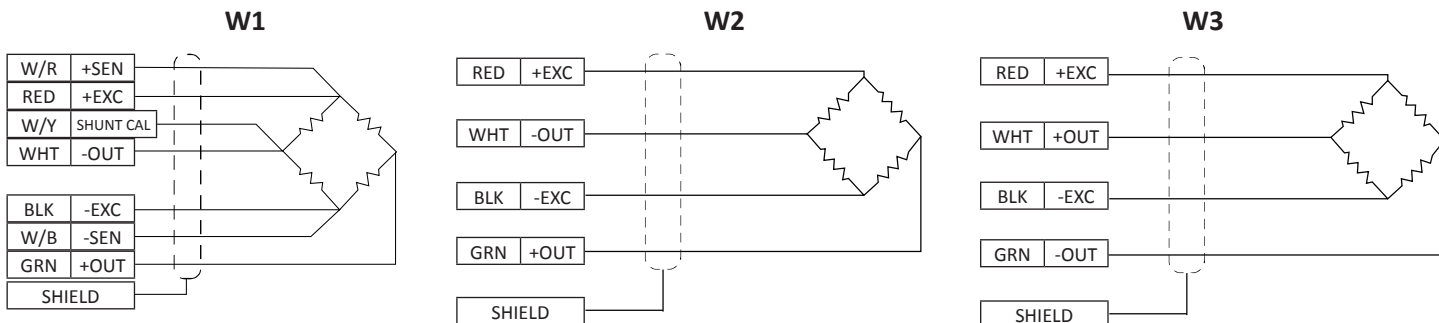 W1
W/R +SEN
RED +EXC
W/Y SHUNT CAL
WHT -OUT
BLK -EXC
W/B -SEN
GRN +OUT
SHIELD
W2
RED +EXC
WHT -OUT
BLK -EXC
GRN +OUT
SHIELD
W3
RED +EXC
WHT +OUT
BLK -EXC
GRN -OUT
SHIELD